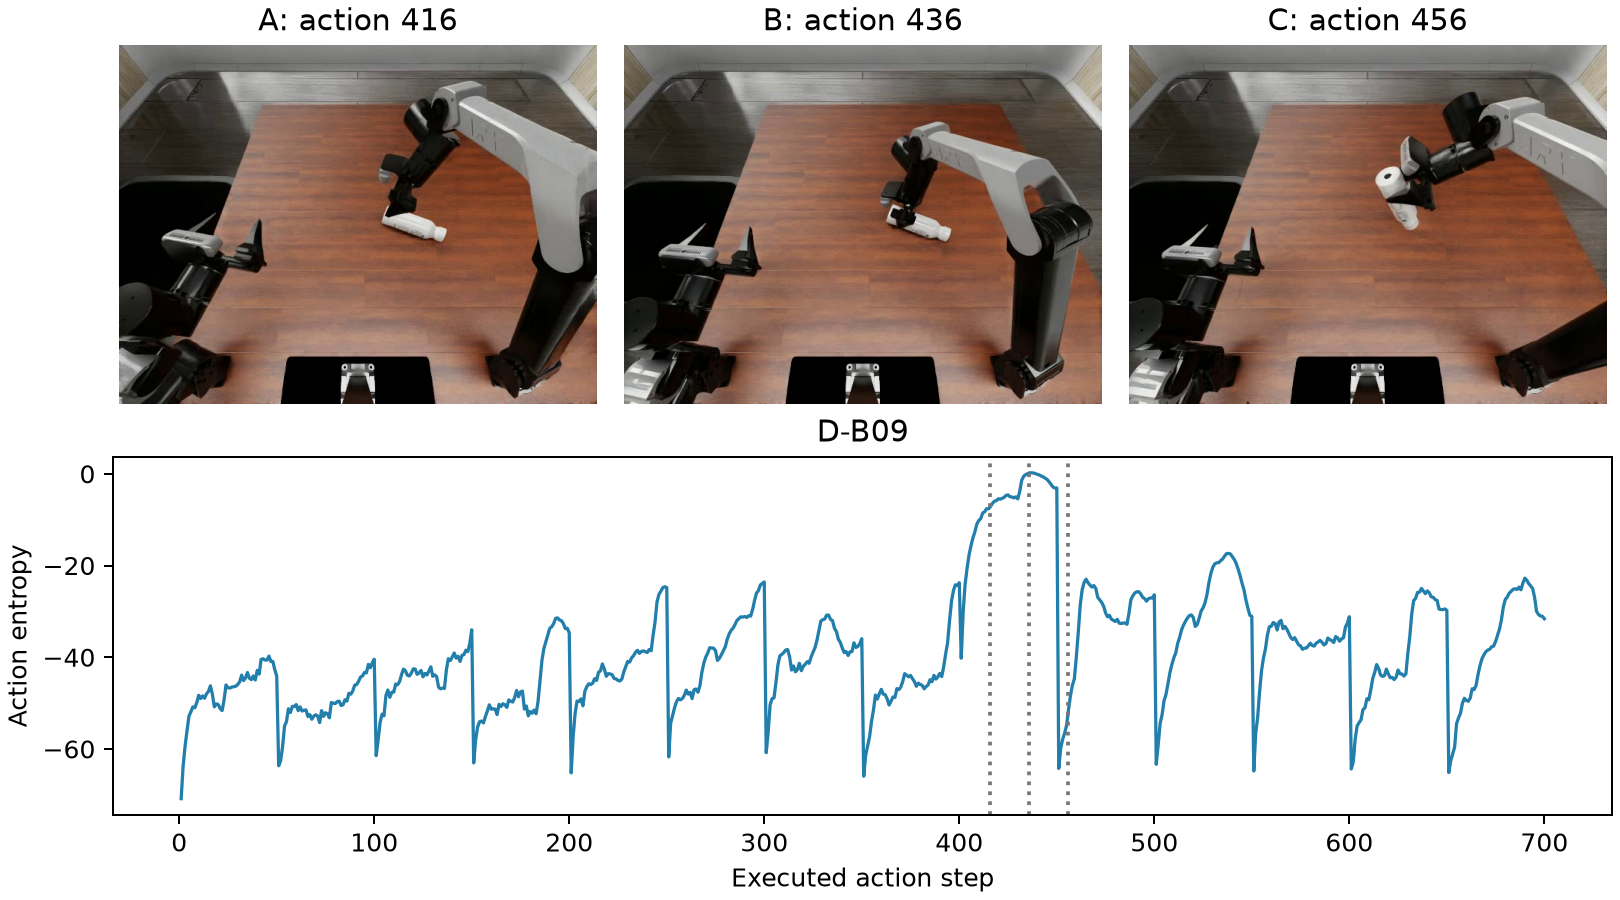 A: action 416
B: action 436
C: action 456
D-B09
Action entropy
0
−20
−40
−60
0
100
200
300
400
500
600
700
Executed action step